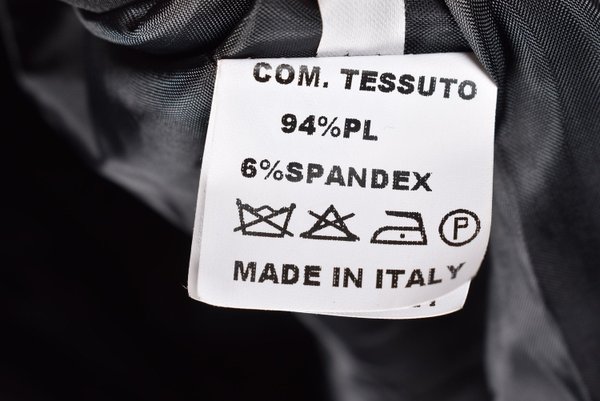 COM. TESSUTO
94%PL
6%SPANDEX
P
MADE IN ITALY